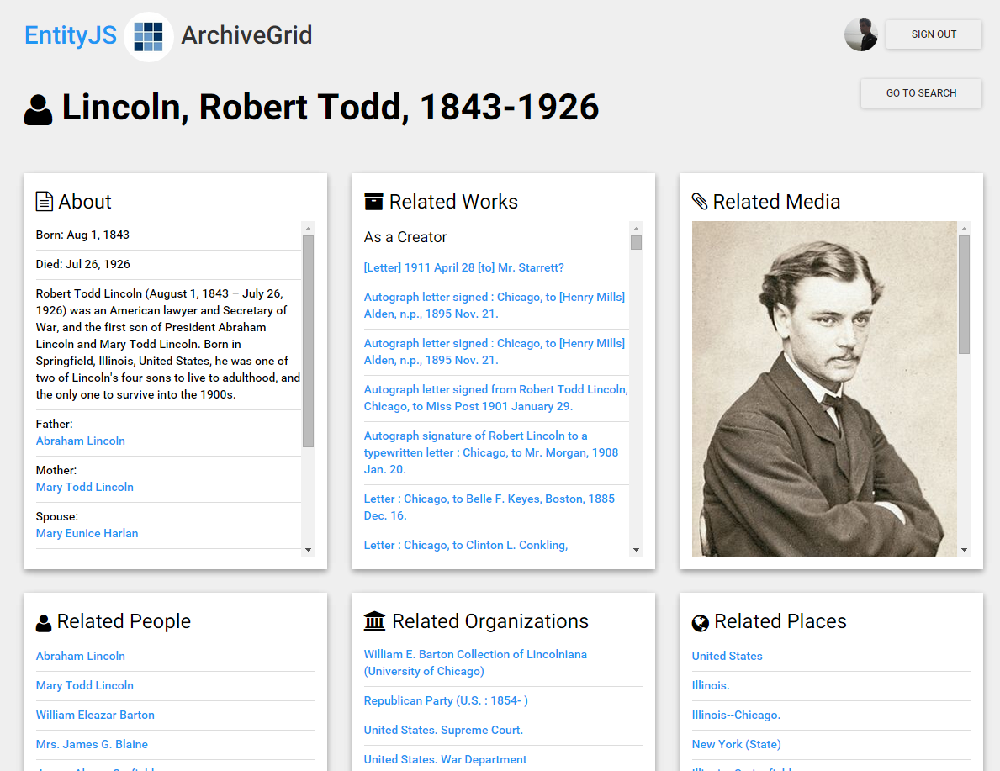 EntityJS ArchiveGrid
SIGN OUT
Lincoln, Robert Todd, 1843-1926
GO TO SEARCH
About
Born: Aug 1, 1843
Died: Jul 26, 1926
Robert Todd Lincoln (August 1, 1843 – July 26,
1926) was an American lawyer and Secretary of
War, and the first son of President Abraham
Lincoln and Mary Todd Lincoln. Born in
Springfield, Illinois, United States, he was one of
two of Lincoln's four sons to live to adulthood, and
the only one to survive into the 1900s.
Father:
Abraham Lincoln
Mother:
Mary Todd Lincoln
Spouse:
Mary Eunice Harlan
Related Works
As a Creator
[Letter] 1911 April 28 [to] Mr. Starrett?
Autograph letter signed : Chicago, to [Henry Mills]
Alden, n.p., 1895 Nov. 21.
Autograph letter signed : Chicago, to [Henry Mills]
Alden, n.p., 1895 Nov. 21.
Autograph letter signed from Robert Todd Lincoln,
Chicago, to Miss Post 1901 January 29.
Autograph signature of Robert Lincoln to a
typewritten letter : Chicago, to Mr. Morgan, 1908
Jan. 20.
Letter : Chicago, to Belle F. Keyes, Boston, 1885
Dec. 16.
Letter : Chicago, to Clinton L. Conkling,
Related Media
Related People
Abraham Lincoln
Mary Todd Lincoln
William Eleazar Barton
Mrs. James G. Blaine
Related Organizations
William E. Barton Collection of Lincolniana
(University of Chicago)
Republican Party (U.S. : 1854- )
United States. Supreme Court.
United States. War Department
Related Places
United States
Illinois.
Illinois--Chicago.
New York (State)